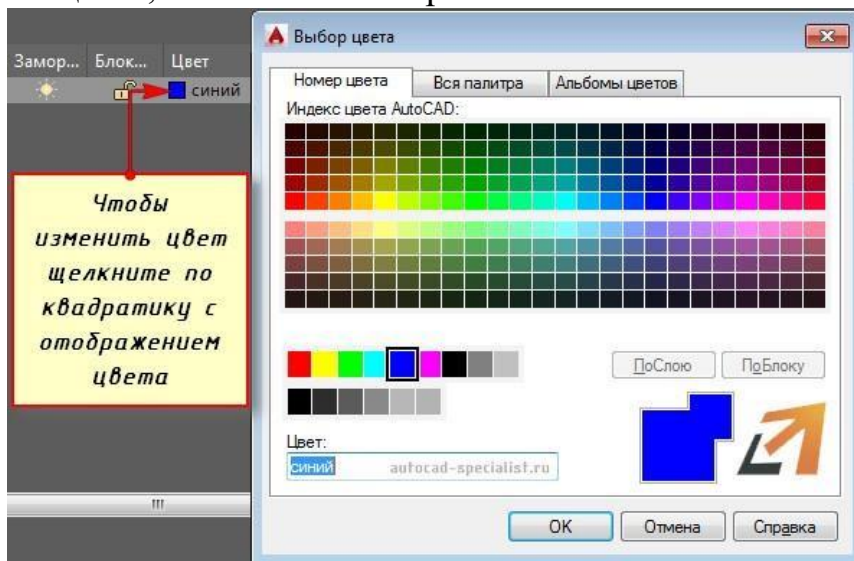 Выбор цвета
Замор... Блок... Цвет
синий
Номер цвета Вся палитра Альбомы цветов
Индекс цвета AutoCAD:
Чтобы
изменить цвет
щелкните по
квадратику с
отображением
цвета
ПоСлою ПоБлоку
Цвет:
синий autocad-specialist.ru
OK Отмена Справка